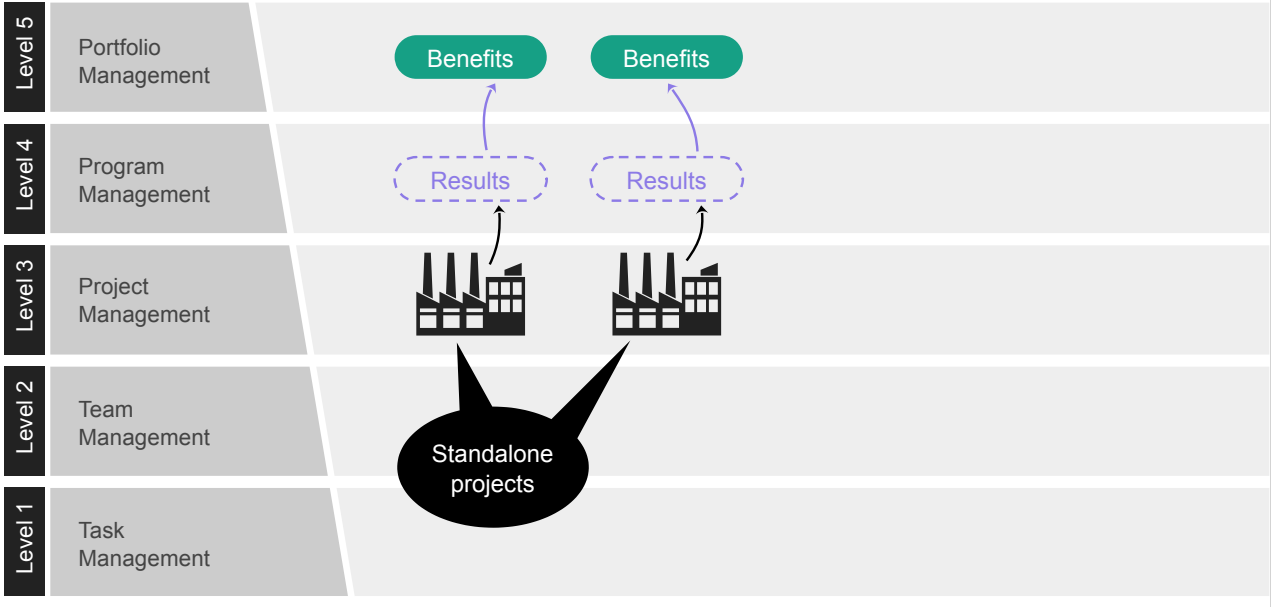 Level 5
Portfolio
Management
Benefits
Benefits
Level 4
Program
Management
Results
Results
Level 3
Project
Management
Level 2
Team
Management
Standalone
projects
Level 1
Task
Management